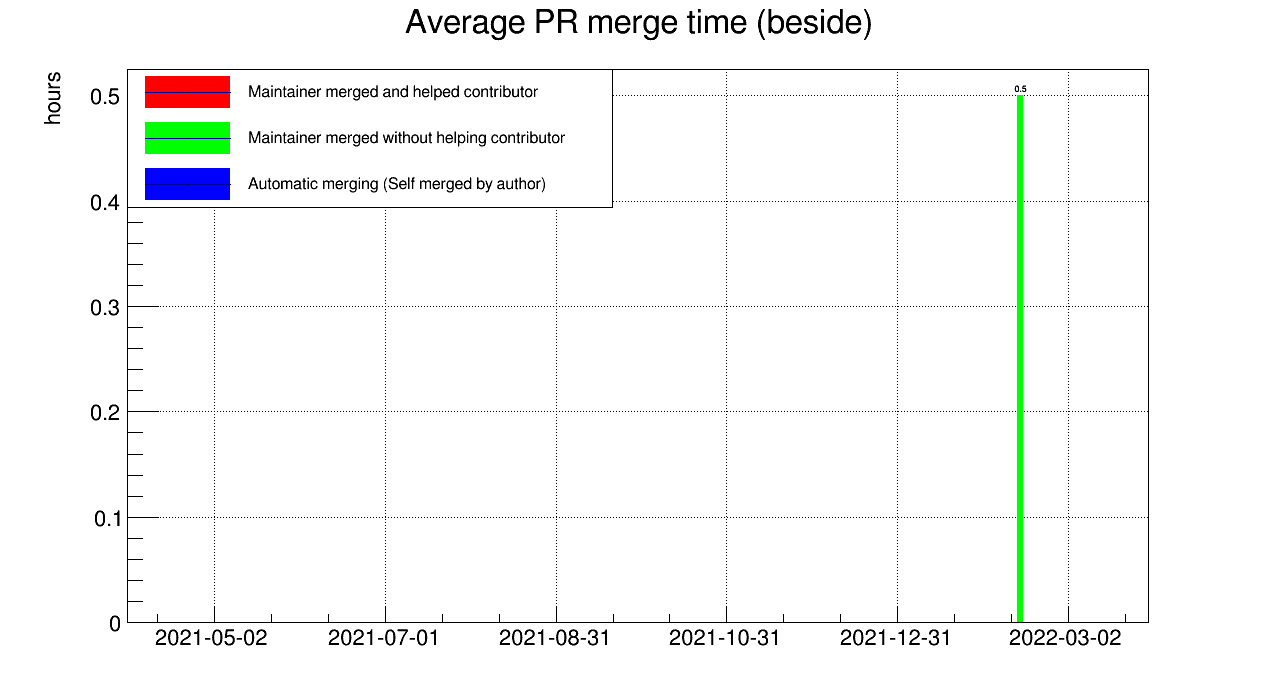 Average PR merge time (beside)
hours
Maintainer merged and helped contributor
Maintainer merged without helping contributor
Automatic merging (Self merged by author)
0.5
0.5
0.4
0.3
0.2
0.1
0
2021-05-02
2021-07-01
2021-08-31
2021-10-31
2021-12-31
2022-03-02